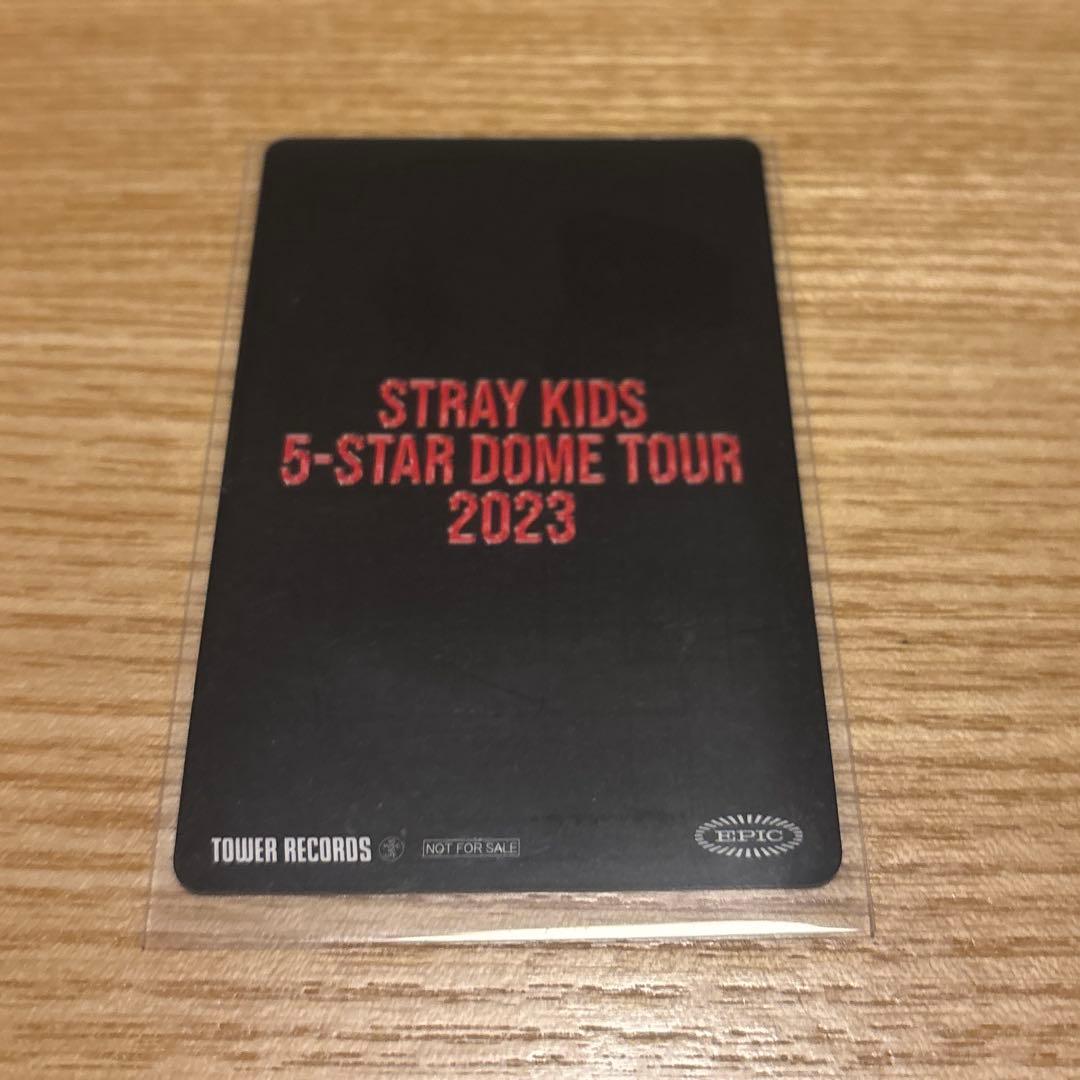 STRAY KIDS
5-STAR DOME TOUR
2023
TOWER RECORDS NOT FOR SALE EPIC